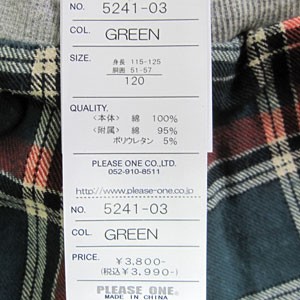 NO. 5241-03
COL. GREEN
SIZE.
身長 115-125
胴囲 51-57
120
QUALITY.
<本体> 綿 100%
<附属> 綿 95%
ポリウレタン 5%
PLEASE ONE CO.,LTD.
052-910-8511
http://www.please-one.co.jp
NO. 5241-03
COL. GREEN
PRICE. ￥3,800-
(税込￥3,990-)
PLEASE ONE.
MADE IN CHINA